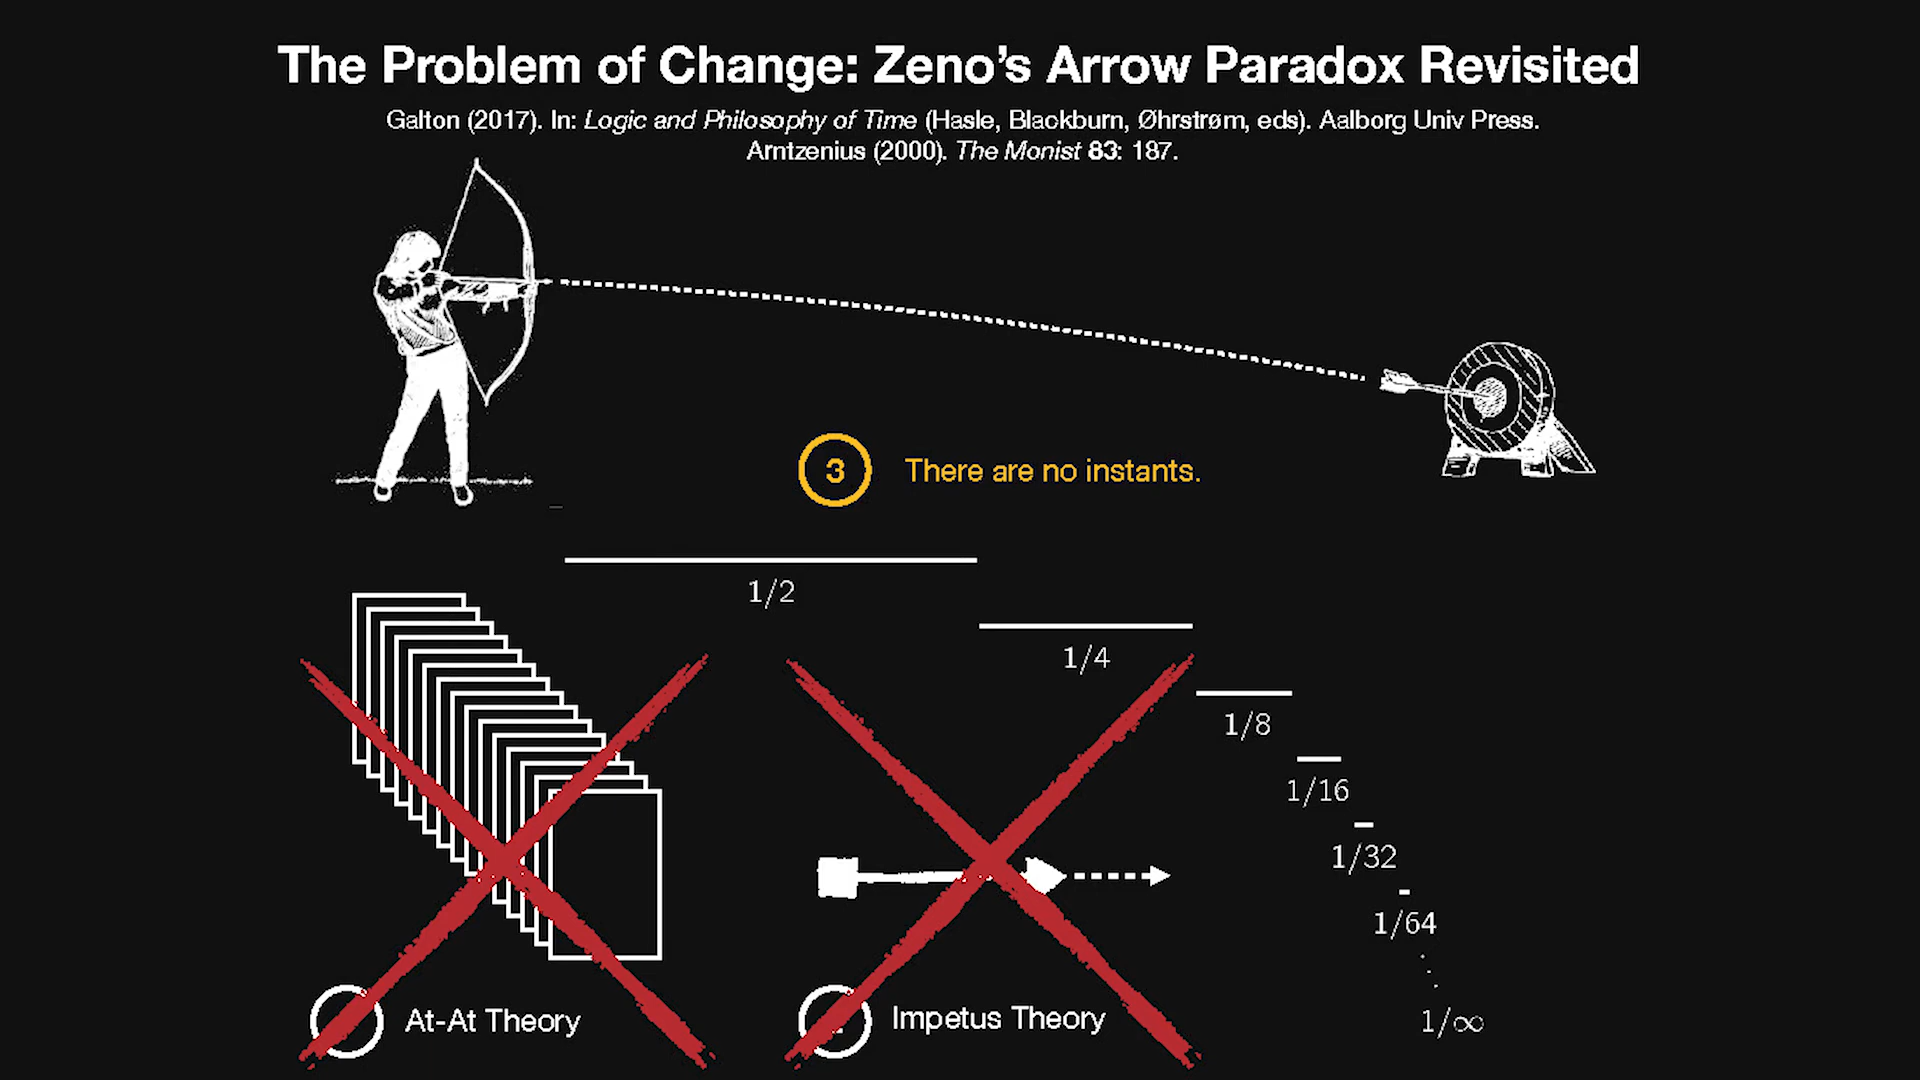 The Problem of Change: Zeno’s Arrow Paradox Revisited
Galton (2017). In: Logic and Philosophy of Time (Hasle, Blackburn, Øhrstrøm, eds). Aalborg Univ Press.
Arntzenius (2000). The Monist 83: 187.
3 There are no instants.
1/2
1/4
1/8
1/16
1/32
1/64
1/∞
At-At Theory
Impetus Theory